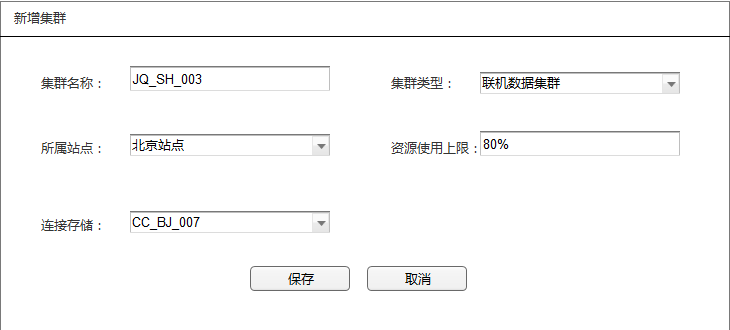 新增集群
集群名称： JQ_SH_003 集群类型： 联机数据集群
所属站点： 北京站点 资源使用上限： 80%
连接存储： CC_BJ_007
保存 取消